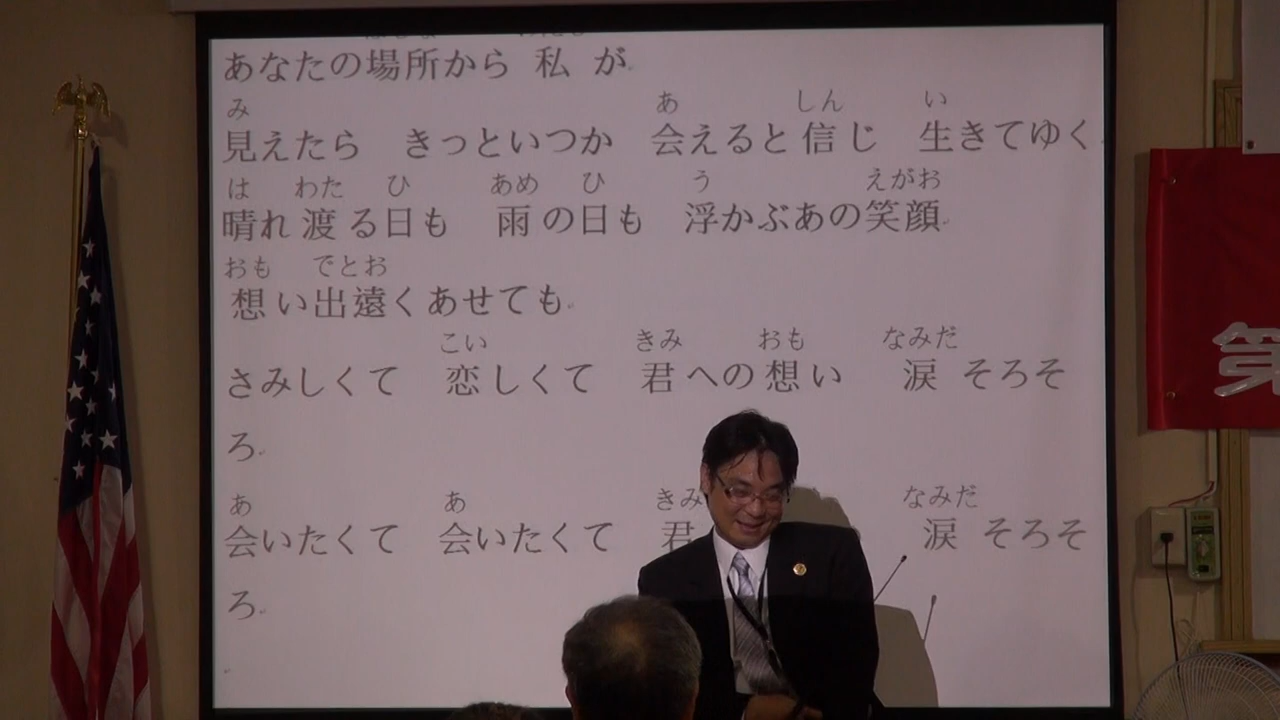 あなたの場所から 私 が
み あ しん い
見えたら きっといつか 会えると信じ 生きてゆく
は わた ひ あめ ひ う えがお
晴れ渡る日も 雨の日も 浮かぶあの笑顔
おも でとお
想い出遠くあせても
こい きみ おも なみだ
さみしくて 恋しくて 君への想い 涙 そろそ
ろ
あ あ きみ なみだ
会いたくて 会いたくて 君 涙 そろそ
ろ
第